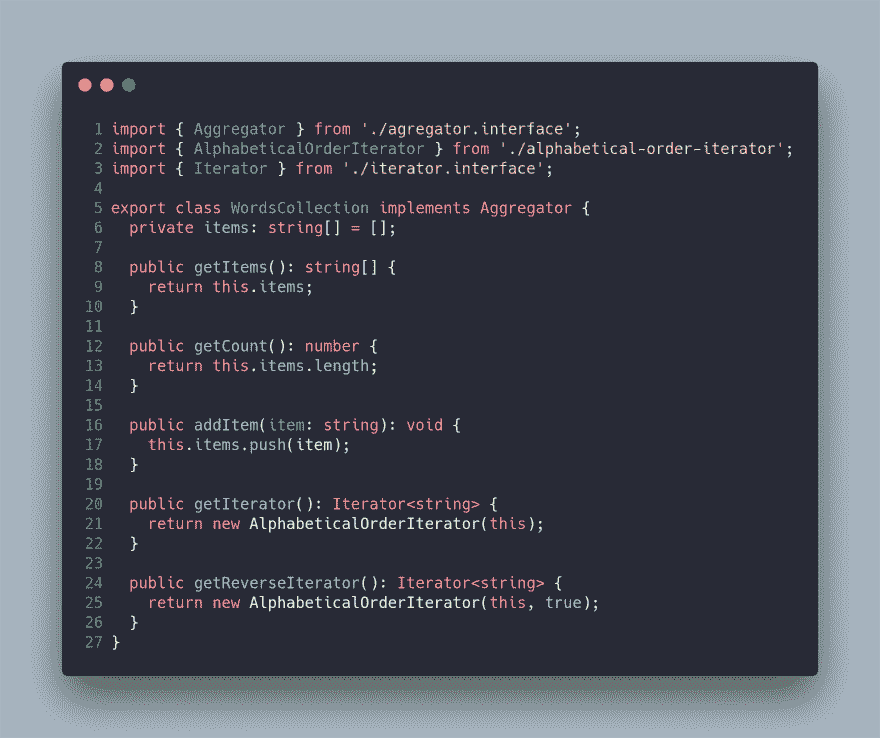 1 import { Aggregator } from './agregator.interface';
2 import { AlphabeticalOrderIterator } from './alphabetical-order-iterator';
3 import { Iterator } from './iterator.interface';
4
5 export class WordsCollection implements Aggregator {
6   private items: string[] = [];
7
8   public getItems(): string[] {
9     return this.items;
10   }
11
12   public getCount(): number {
13     return this.items.length;
14   }
15
16   public addItem(item: string): void {
17     this.items.push(item);
18   }
19
20   public getIterator(): Iterator<string> {
21     return new AlphabeticalOrderIterator(this);
22   }
23
24   public getReverseIterator(): Iterator<string> {
25     return new AlphabeticalOrderIterator(this, true);
26   }
27 }